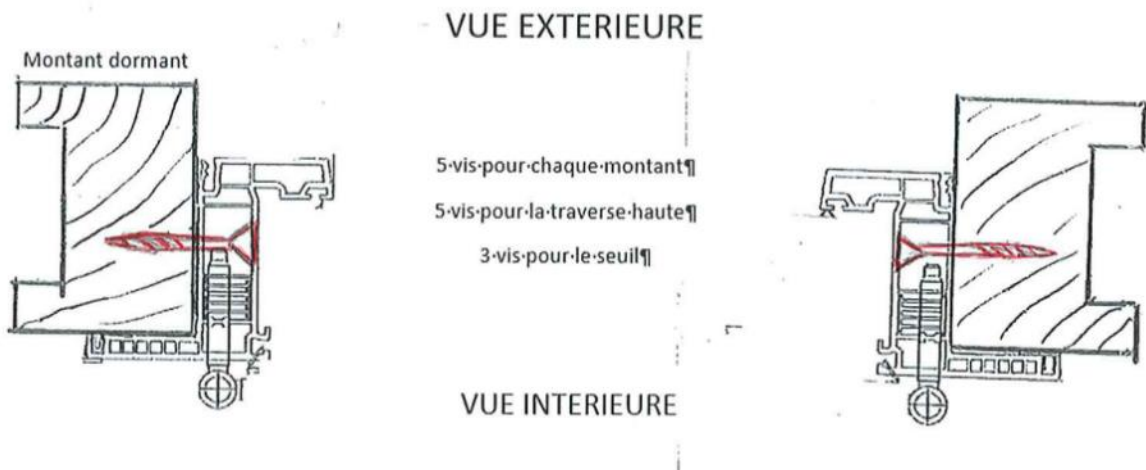 VUE EXTERIEURE
Montant dormant
5·vis·pour·chaque·montant¶
5·vis·pour·la·traverse·haute¶
3·vis·pour·le·seuil¶
VUE INTERIEURE